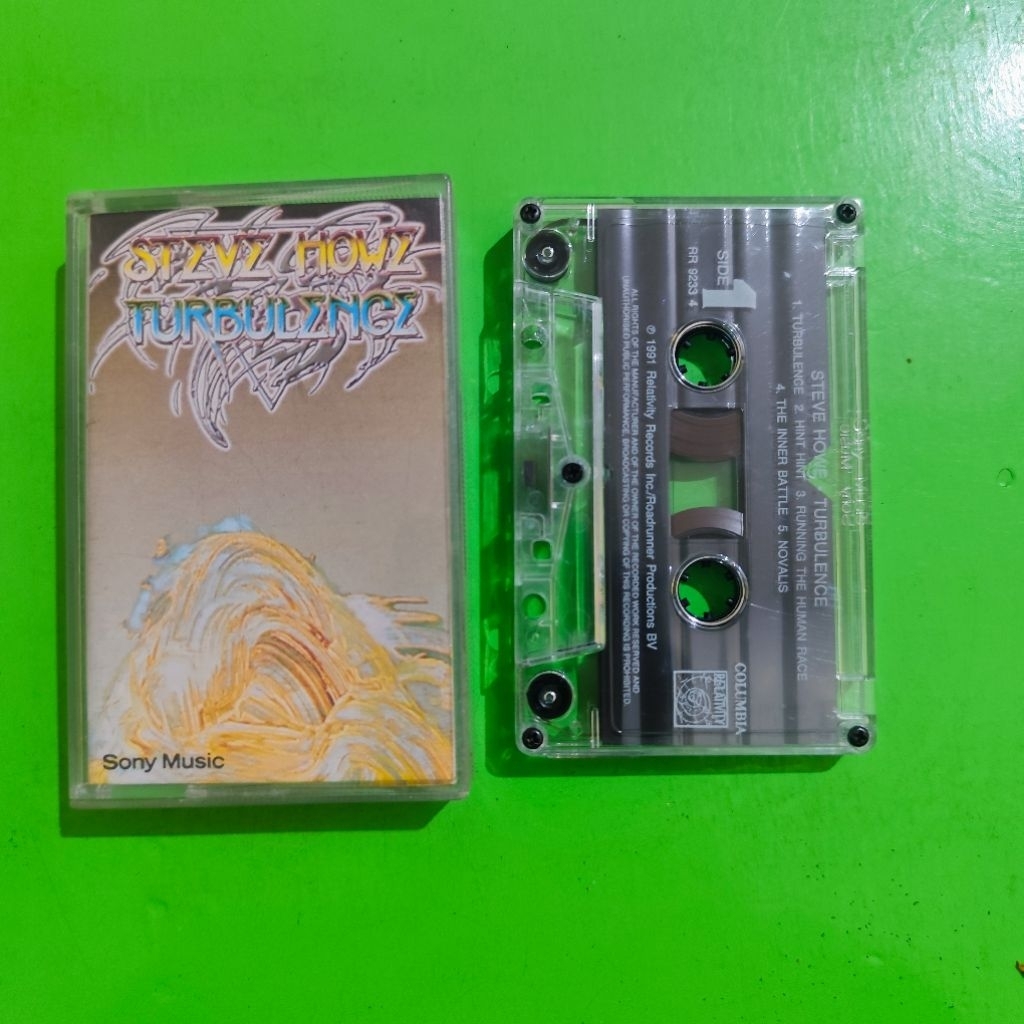 STEVE HOWE
TURBULENCE
Sony Music
SIDE 1
RR 9233 4
STEVE HOWE TURBULENCE
1. TURBULENCE 2. HINT HINT 3. RUNNING THE HUMAN RACE
4. THE INNER BATTLE 5. NOVALIS
℗ 1991 Relativity Records Inc./Roadrunner Productions BV
ALL RIGHTS OF THE MANUFACTURER AND OF THE OWNER OF THE RECORDED WORK RESERVED AND
UNAUTHORISED PUBLIC PERFORMANCE, BROADCASTING OR COPYING OF THIS RECORDING IS PROHIBITED.
COLUMBIA
RELATIVITY